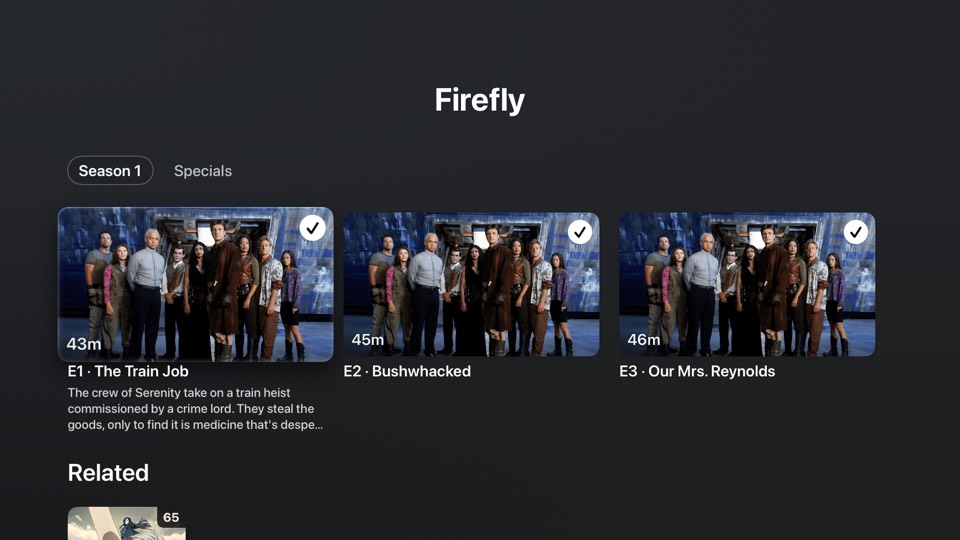 Firefly
Season 1
Specials
43m
45m
46m
E1 · The Train Job
E2 · Bushwhacked
E3 · Our Mrs. Reynolds
The crew of Serenity take on a train heist
commissioned by a crime lord. They steal the
goods, only to find it is medicine that's despe...
Related
65